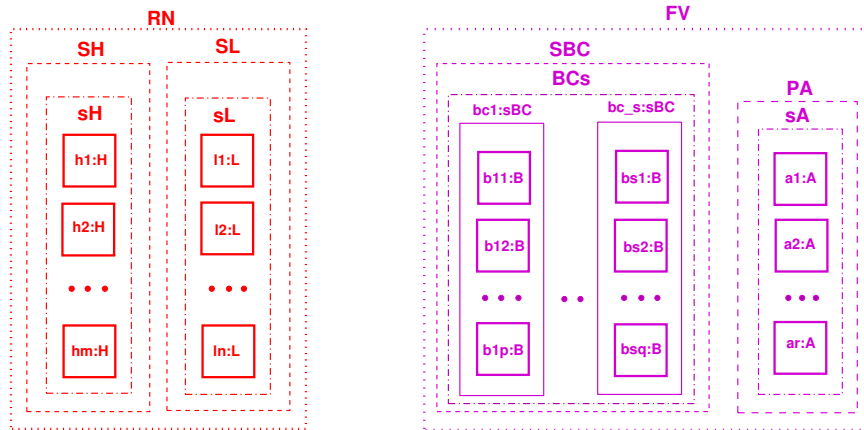 RN
SH
SL
sH
sL
h1:H
l1:L
h2:H
l2:L
• • •
• • •
hm:H
ln:L
FV
SBC
BCs
PA
bc1:sBC
bc_s:sBC
sA
b11:B
bs1:B
a1:A
b12:B
bs2:B
a2:A
• • • •
• •
• • • •
• • •
b1p:B
bsq:B
ar:A